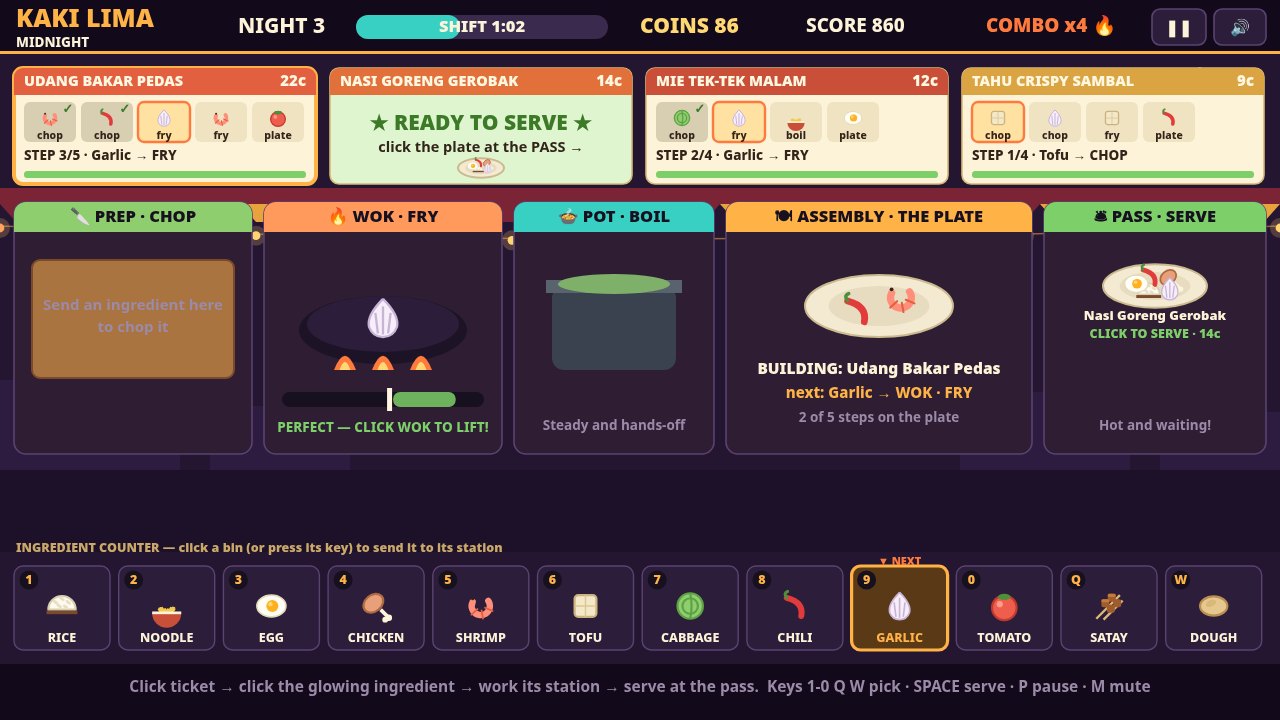 KAKI LIMA
MIDNIGHT
NIGHT 3
SHIFT 1:02
COINS 86
SCORE 860
COMBO x4 🔥
❚❚
🔊
UDANG BAKAR PEDAS 22c
✓ ✓
chop chop fry fry plate
STEP 3/5 · Garlic → FRY
NASI GORENG GEROBAK 14c
★ READY TO SERVE ★
click the plate at the PASS →
MIE TEK-TEK MALAM 12c
✓
chop fry boil plate
STEP 2/4 · Garlic → FRY
TAHU CRISPY SAMBAL 9c
chop chop fry plate
STEP 1/4 · Tofu → CHOP
🔪 PREP · CHOP
Send an ingredient here
to chop it
🔥 WOK · FRY
PERFECT — CLICK WOK TO LIFT!
🍲 POT · BOIL
Steady and hands-off
🍽 ASSEMBLY · THE PLATE
BUILDING: Udang Bakar Pedas
next: Garlic → WOK · FRY
2 of 5 steps on the plate
🛎 PASS · SERVE
Nasi Goreng Gerobak
CLICK TO SERVE · 14c
Hot and waiting!
INGREDIENT COUNTER — click a bin (or press its key) to send it to its station
▼ NEXT
1 RICE
2 NOODLE
3 EGG
4 CHICKEN
5 SHRIMP
6 TOFU
7 CABBAGE
8 CHILI
9 GARLIC
0 TOMATO
Q SATAY
W DOUGH
Click ticket → click the glowing ingredient → work its station → serve at the pass. Keys 1-0 Q W pick · SPACE serve · P pause · M mute